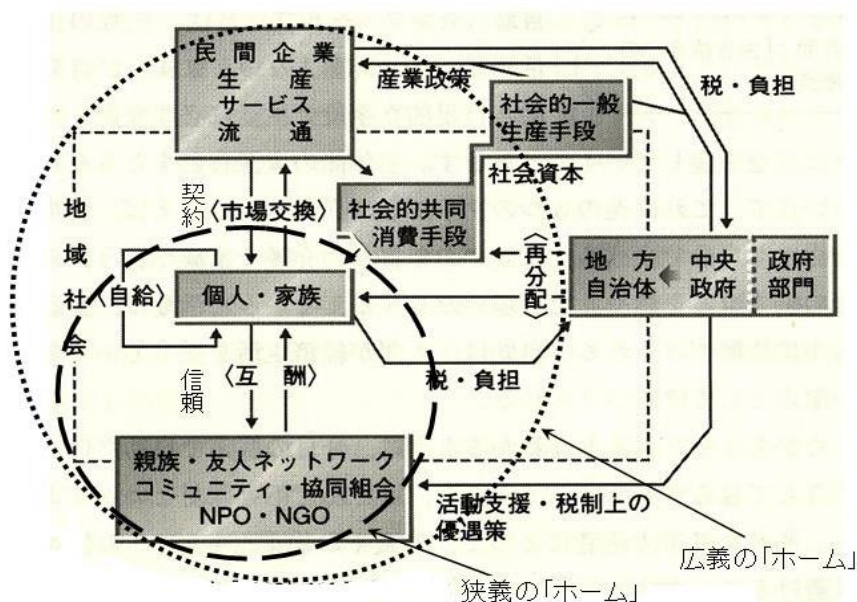 民間企業
生産
サービス
流通
産業政策
税・負担
社会的一般
生産手段
社会資本
契約
〈市場交換〉
社会的共同
消費手段
地域社会
〈自給〉
個人・家族
〈再分配〉
地方
自治体
中央
政府
政府
部門
信頼
〈互酬〉
税・負担
親族・友人ネットワーク
コミュニティ・協同組合
NPO・NGO
活動支援・税制上の
優遇策
広義の「ホーム」
狭義の「ホーム」